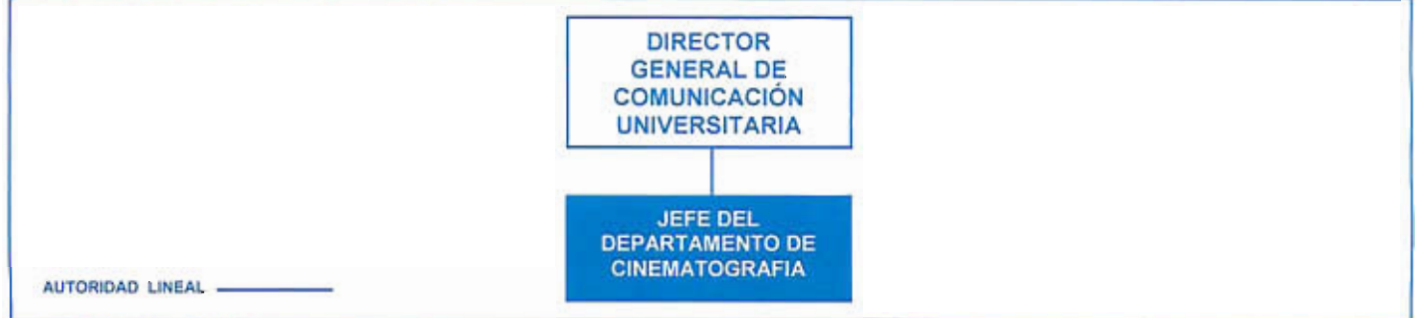 DIRECTOR
GENERAL DE
COMUNICACIÓN
UNIVERSITARIA
JEFE DEL
DEPARTAMENTO DE
CINEMATOGRAFIA
AUTORIDAD LINEAL